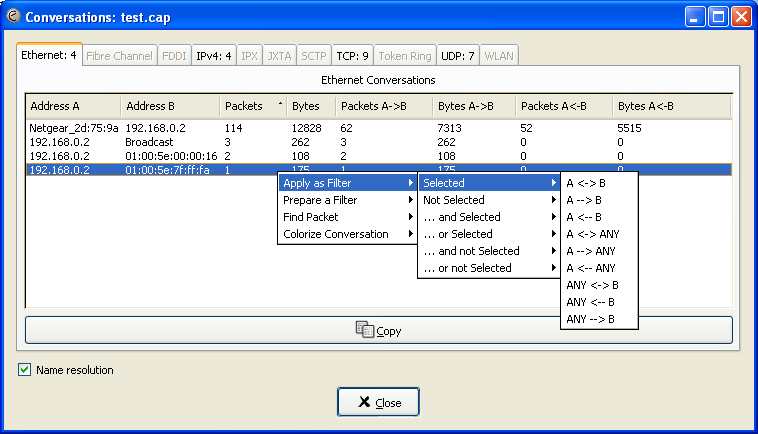 Conversations: test.cap
Ethernet: 4 Fibre Channel FDDI IPv4: 4 IPX JXTA SCTP TCP: 9 Token Ring UDP: 7 WLAN
Ethernet Conversations
Address A Address B Packets Bytes Packets A->B Bytes A->B Packets A<-B Bytes A<-B
Netgear_2d:75:9a 192.168.0.2 114 12828 62 7313 52 5515
192.168.0.2 Broadcast 3 262 3 262 0 0
192.168.0.2 01:00:5e:00:00:16 2 108 2 108 0 0
192.168.0.2 01:00:5e:7f:ff:fa 1 175 1 175 0 0
Apply as Filter Selected A <-> B
Prepare a Filter Not Selected A --> B
Find Packet ... and Selected A <-- B
Colorize Conversation ... or Selected A <-> ANY
... and not Selected A --> ANY
... or not Selected A <-- ANY
ANY <-> B
ANY <-- B
ANY --> B
Copy
Name resolution
Close